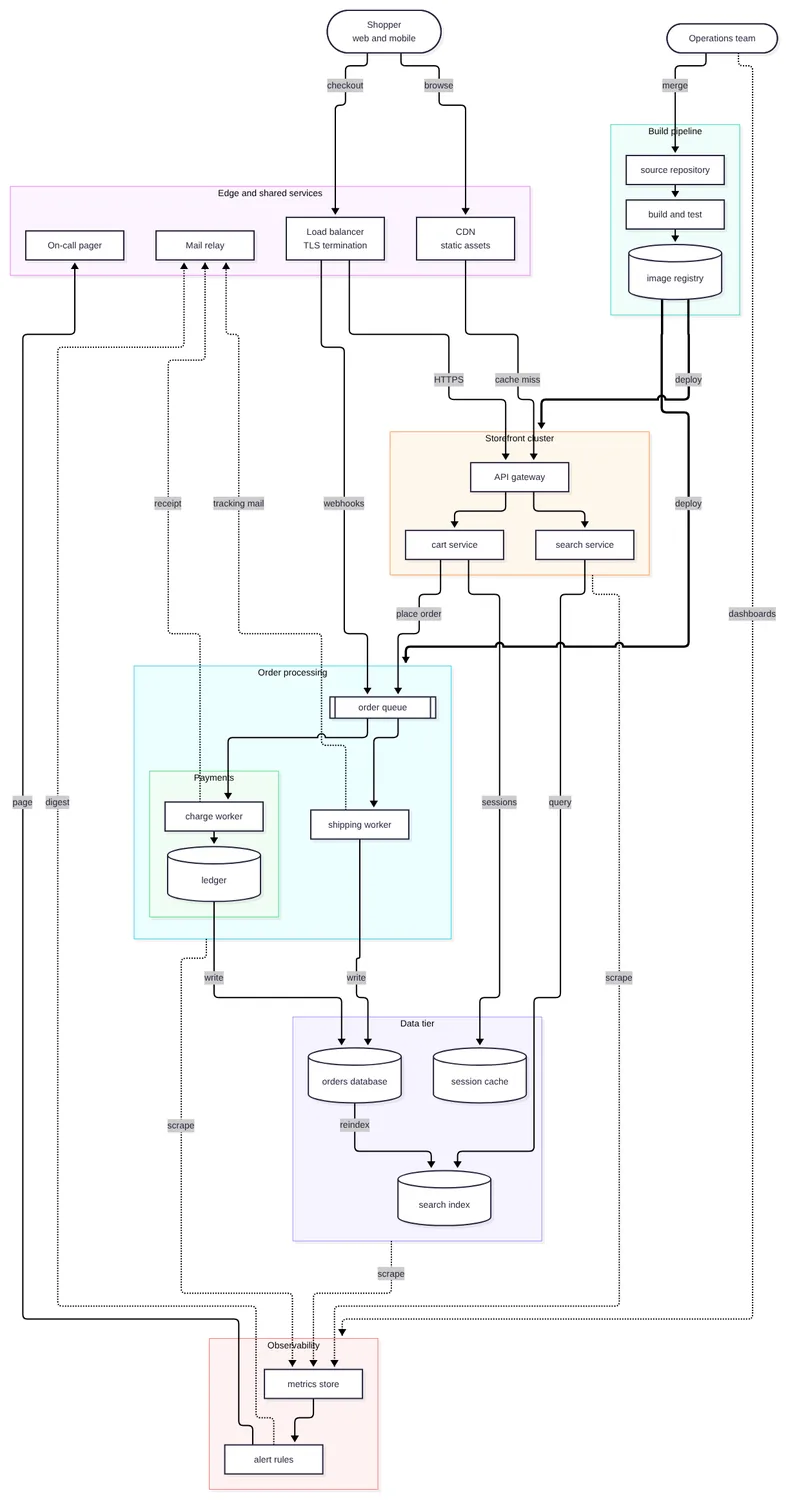 Shopper
web and mobile
Operations team
checkout
browse
merge
Build pipeline
source repository
build and test
image registry
Edge and shared services
On-call pager
Mail relay
Load balancer
TLS termination
CDN
static assets
HTTPS
cache miss
deploy
Storefront cluster
API gateway
receipt
tracking mail
webhooks
deploy
cart service
search service
place order
dashboards
Order processing
order queue
Payments
page
digest
charge worker
shipping worker
sessions
query
ledger
write
write
scrape
Data tier
orders database
session cache
scrape
reindex
search index
scrape
Observability
metrics store
alert rules